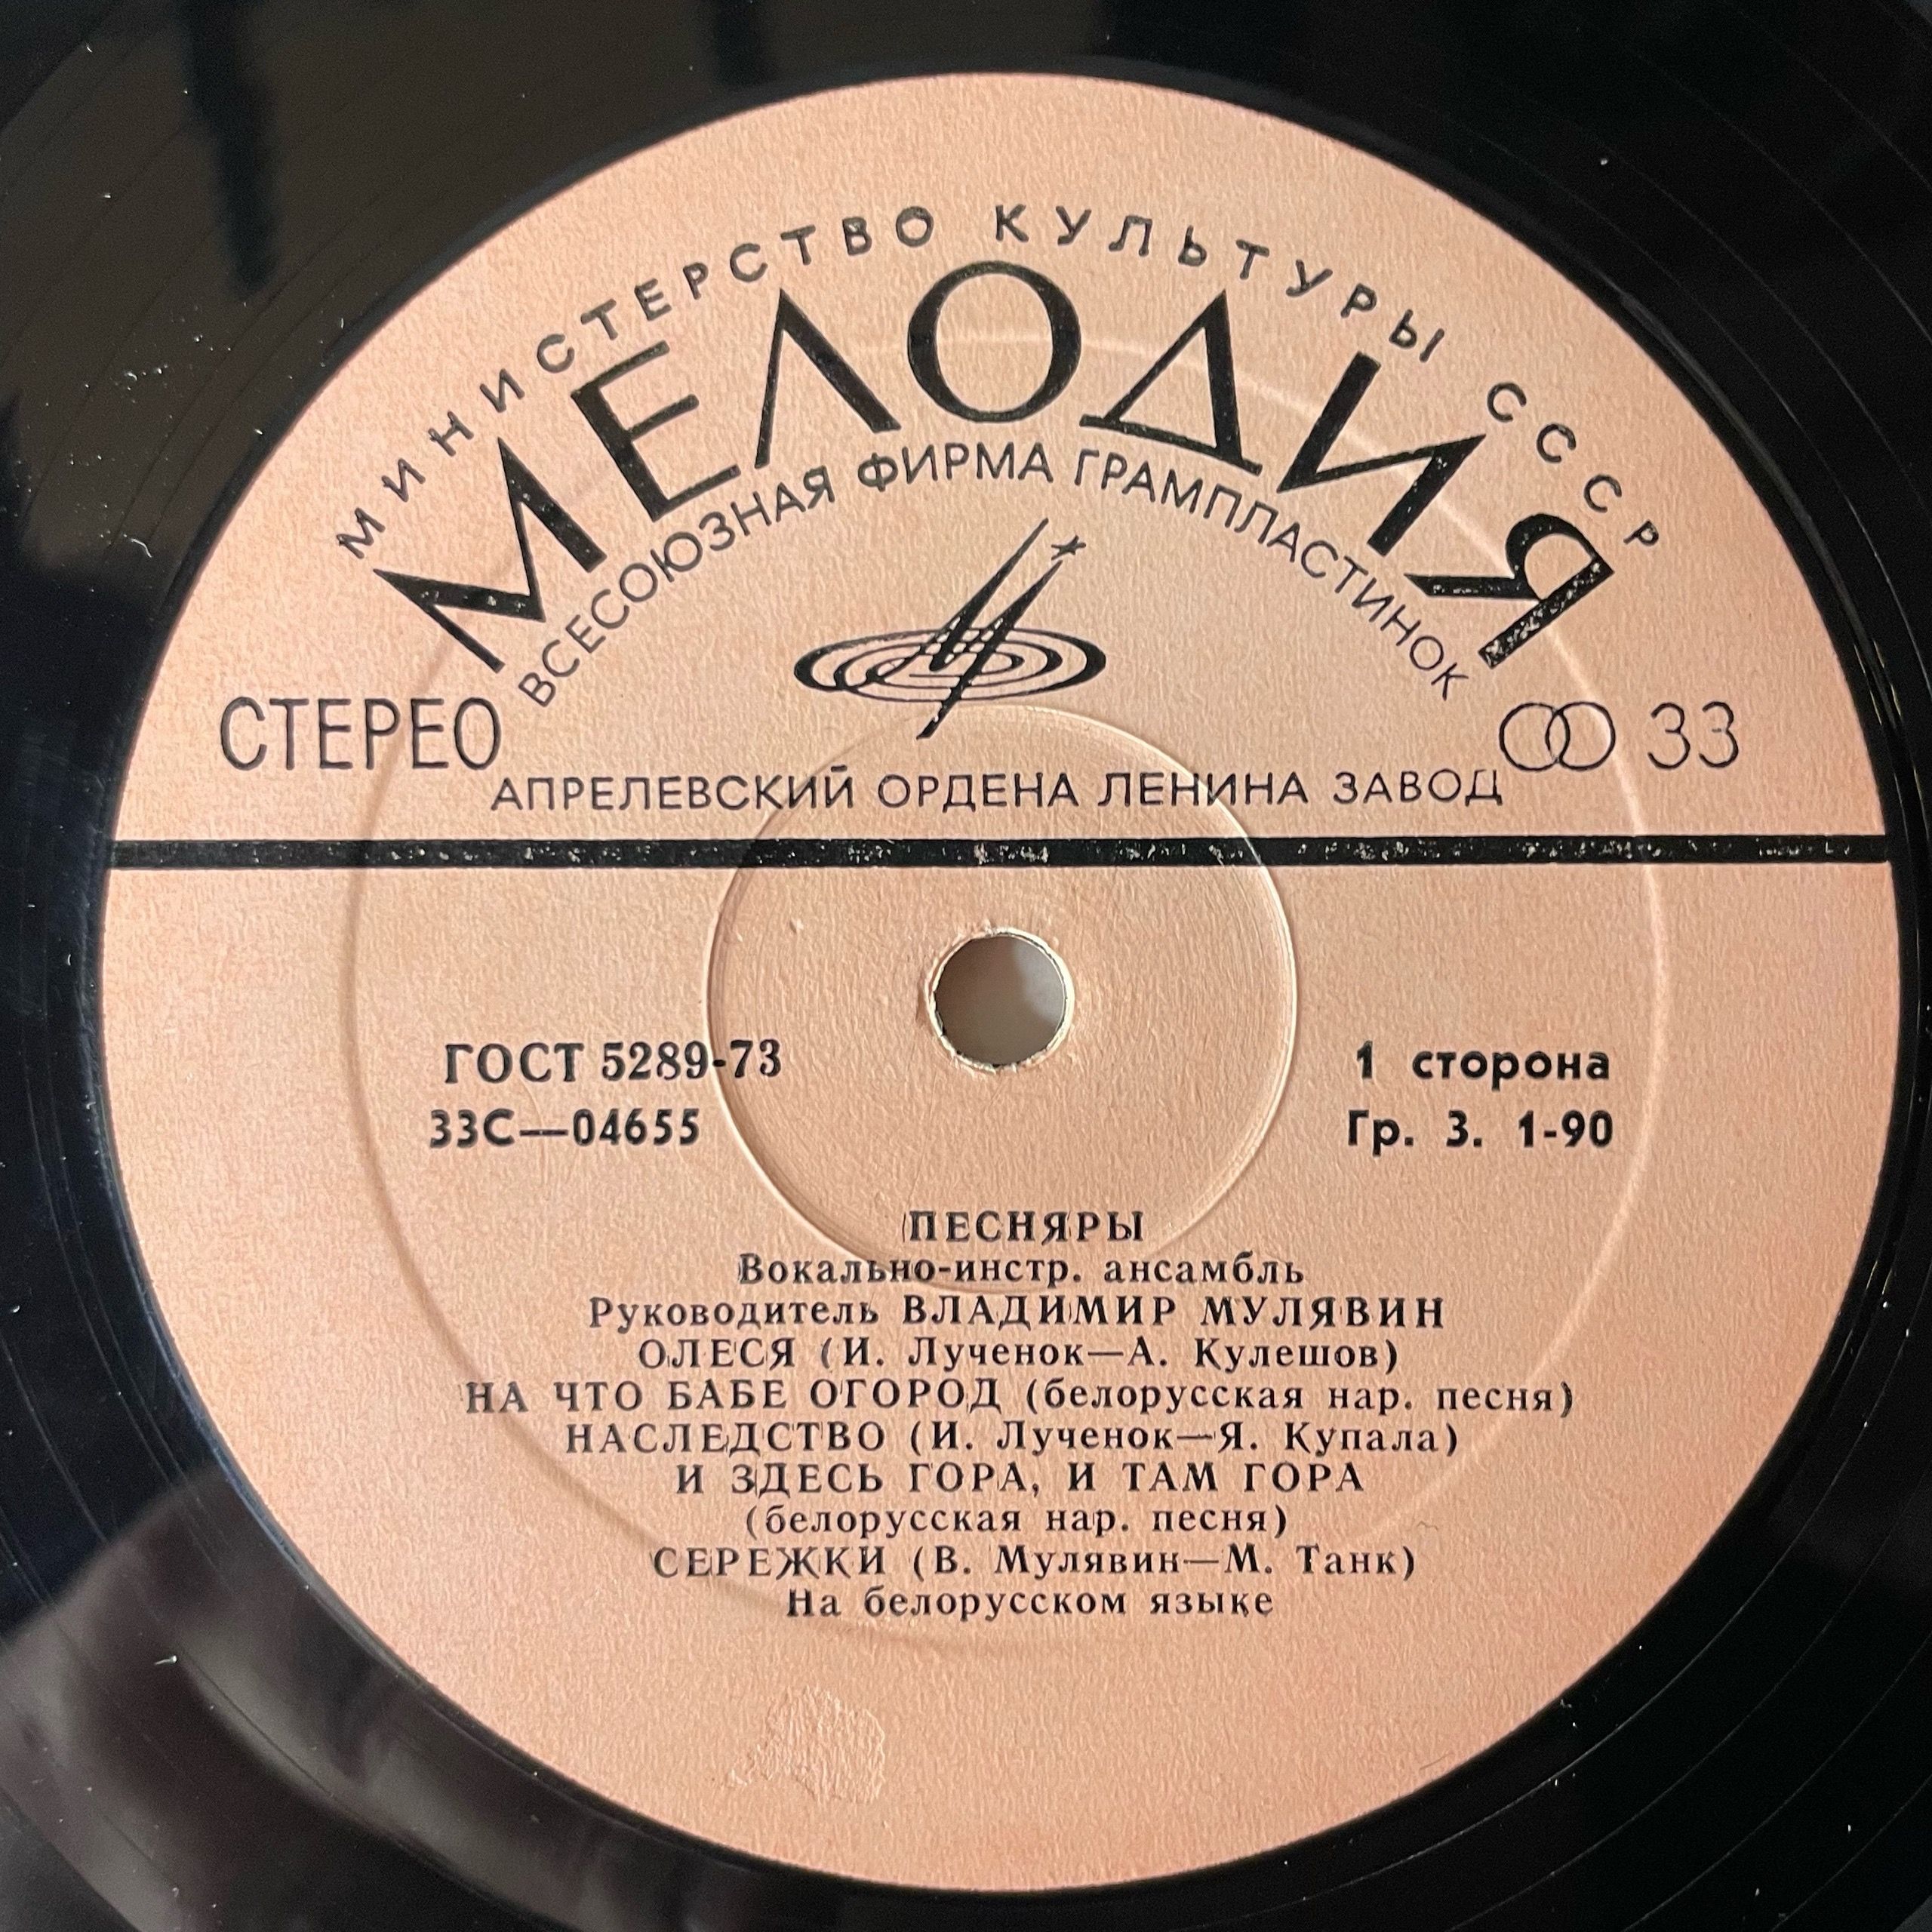 МИНИСТЕРСТВО КУЛЬТУРЫ СССР
МЕЛОДИЯ
ВСЕСОЮЗНАЯ ФИРМА ГРАМПЛАСТИНОК
СТЕРЕО
33
АПРЕЛЕВСКИЙ ОРДЕНА ЛЕНИНА ЗАВОД
ГОСТ 5289-73
1 сторона
33С—04655
Гр. 3. 1-90
ПЕСНЯРЫ
Вокально-инстр. ансамбль
Руководитель ВЛАДИМИР МУЛЯВИН
ОЛЕСЯ (И. Лученок—А. Кулешов)
НА ЧТО БАБЕ ОГОРОД (белорусская нар. песня)
НАСЛЕДСТВО (И. Лученок—Я. Купала)
И ЗДЕСЬ ГОРА, И ТАМ ГОРА
(белорусская нар. песня)
СЕРЕЖКИ (В. Мулявин—М. Танк)
На белорусском языке